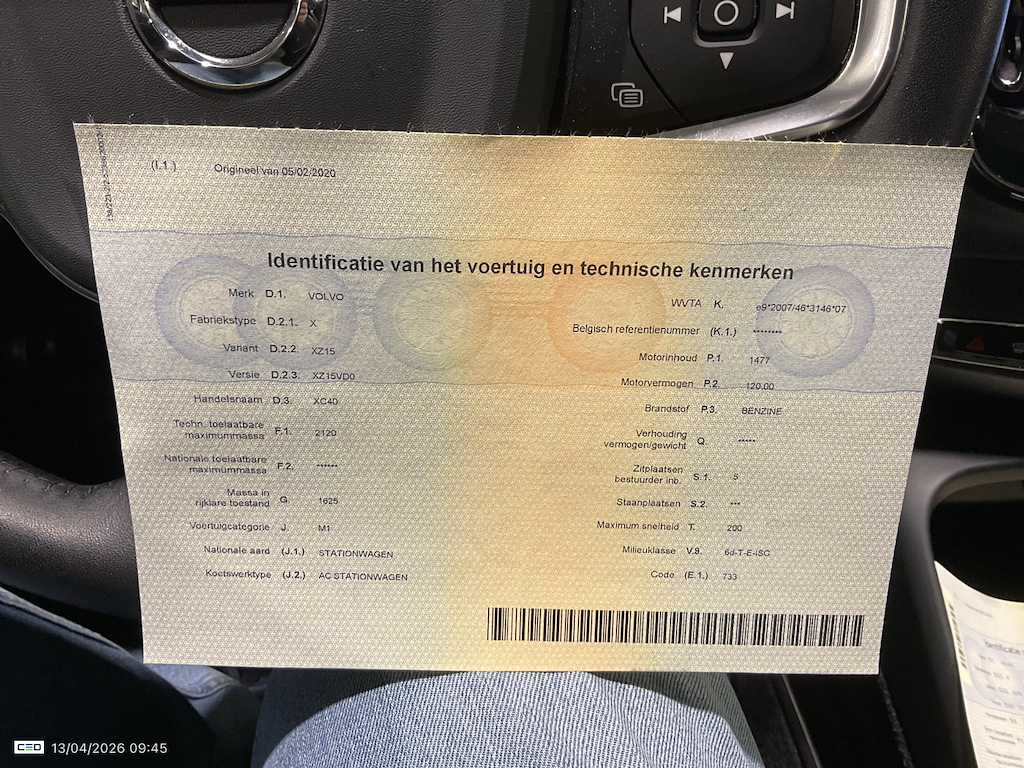 (I.1.) Origineel van 05/02/2020
Identificatie van het voertuig en technische kenmerken
Merk D.1. VOLVO
Fabriekstype D.2.1. X
Variant D.2.2. XZ15
Versie D.2.3. XZ15VD0
Handelsnaam D.3. XC40
Techn. toelaatbare
maximummassa F.1. 2120
Nationale toelaatbare
maximummassa F.2. ******
Massa in
rijklare toestand G. 1625
Voertuigcategorie J. M1
Nationale aard (J.1.) STATIONWAGEN
Koetswerktype (J.2.) AC STATIONWAGEN
WVTA K. e9*2007/46*3146*07
Belgisch referentienummer (K.1.) ********
Motorinhoud P.1. 1477
Motorvermogen P.2. 120.00
Brandstof P.3. BENZINE
Verhouding
vermogen/gewicht Q. *****
Zitplaatsen
bestuurder inb. S.1. 5
Staanplaatsen S.2. ***
Maximum snelheid T. 200
Milieuklasse V.9. 6d-T-E-ISC
Code (E.1.) 733
13/04/2026 09:45